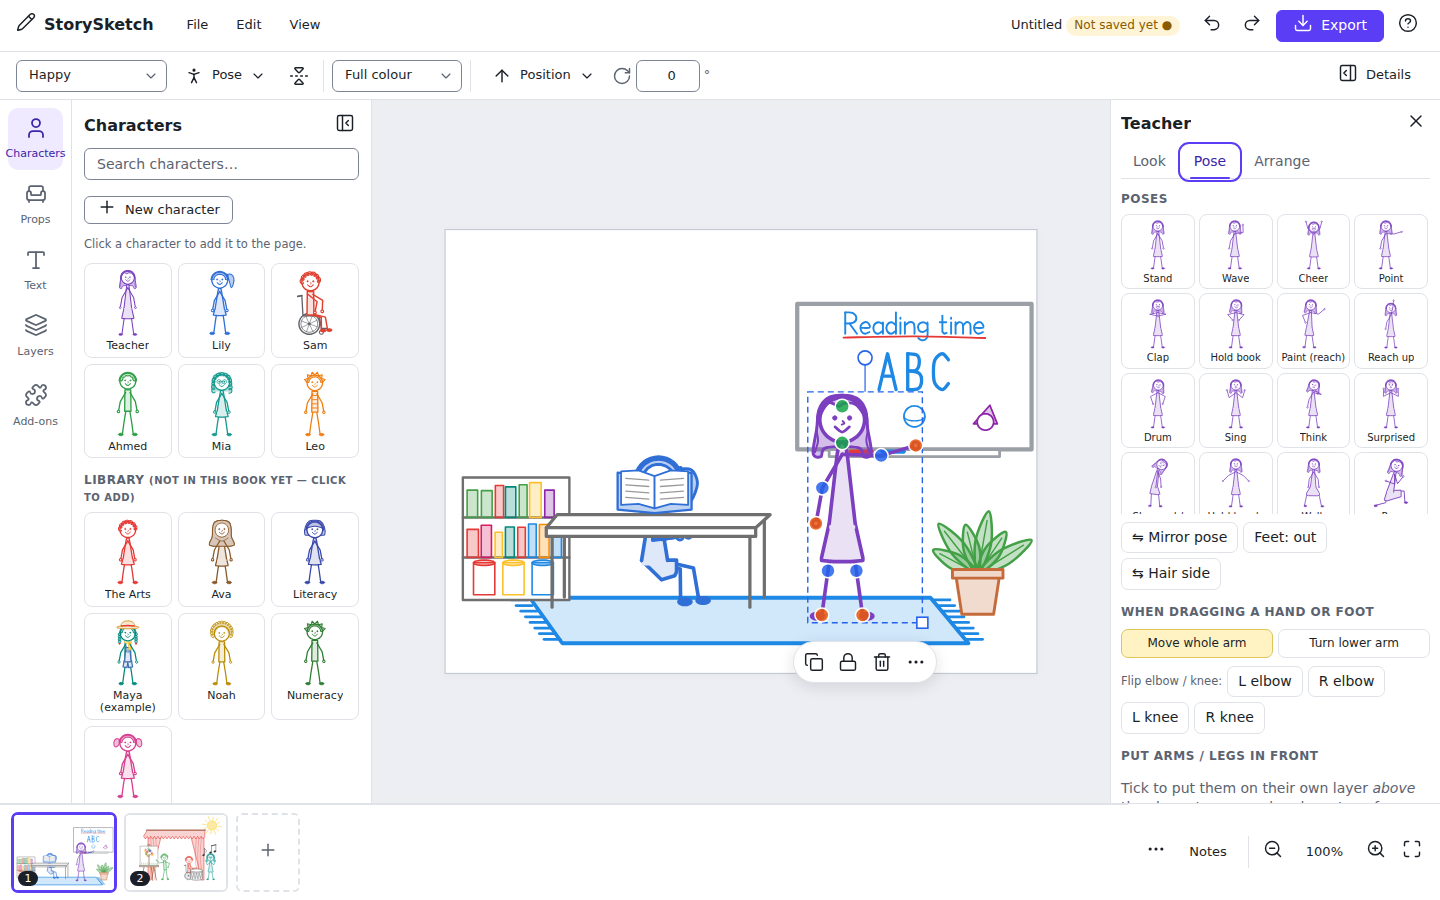 StorySketch
File
Edit
View
Untitled
Not saved yet
Export
Happy
Pose
Full colour
Position
0
°
Details
Characters
Props
Text
Layers
Add-ons
Characters
Search characters…
New character
Click a character to add it to the page.
Teacher
Lily
Sam
Ahmed
Mia
Leo
LIBRARY (NOT IN THIS BOOK YET — CLICK
TO ADD)
The Arts
Ava
Literacy
Maya
(example)
Noah
Numeracy
Reading time
ABC
Teacher
Look
Pose
Arrange
POSES
Stand
Wave
Cheer
Point
Clap
Hold book
Paint (reach)
Reach up
Drum
Sing
Think
Surprised
⇋ Mirror pose
Feet: out
⇆ Hair side
WHEN DRAGGING A HAND OR FOOT
Move whole arm
Turn lower arm
Flip elbow / knee:
L elbow
R elbow
L knee
R knee
PUT ARMS / LEGS IN FRONT
Tick to put them on their own layer above
Reading time
ABC
1
2
Notes
100%